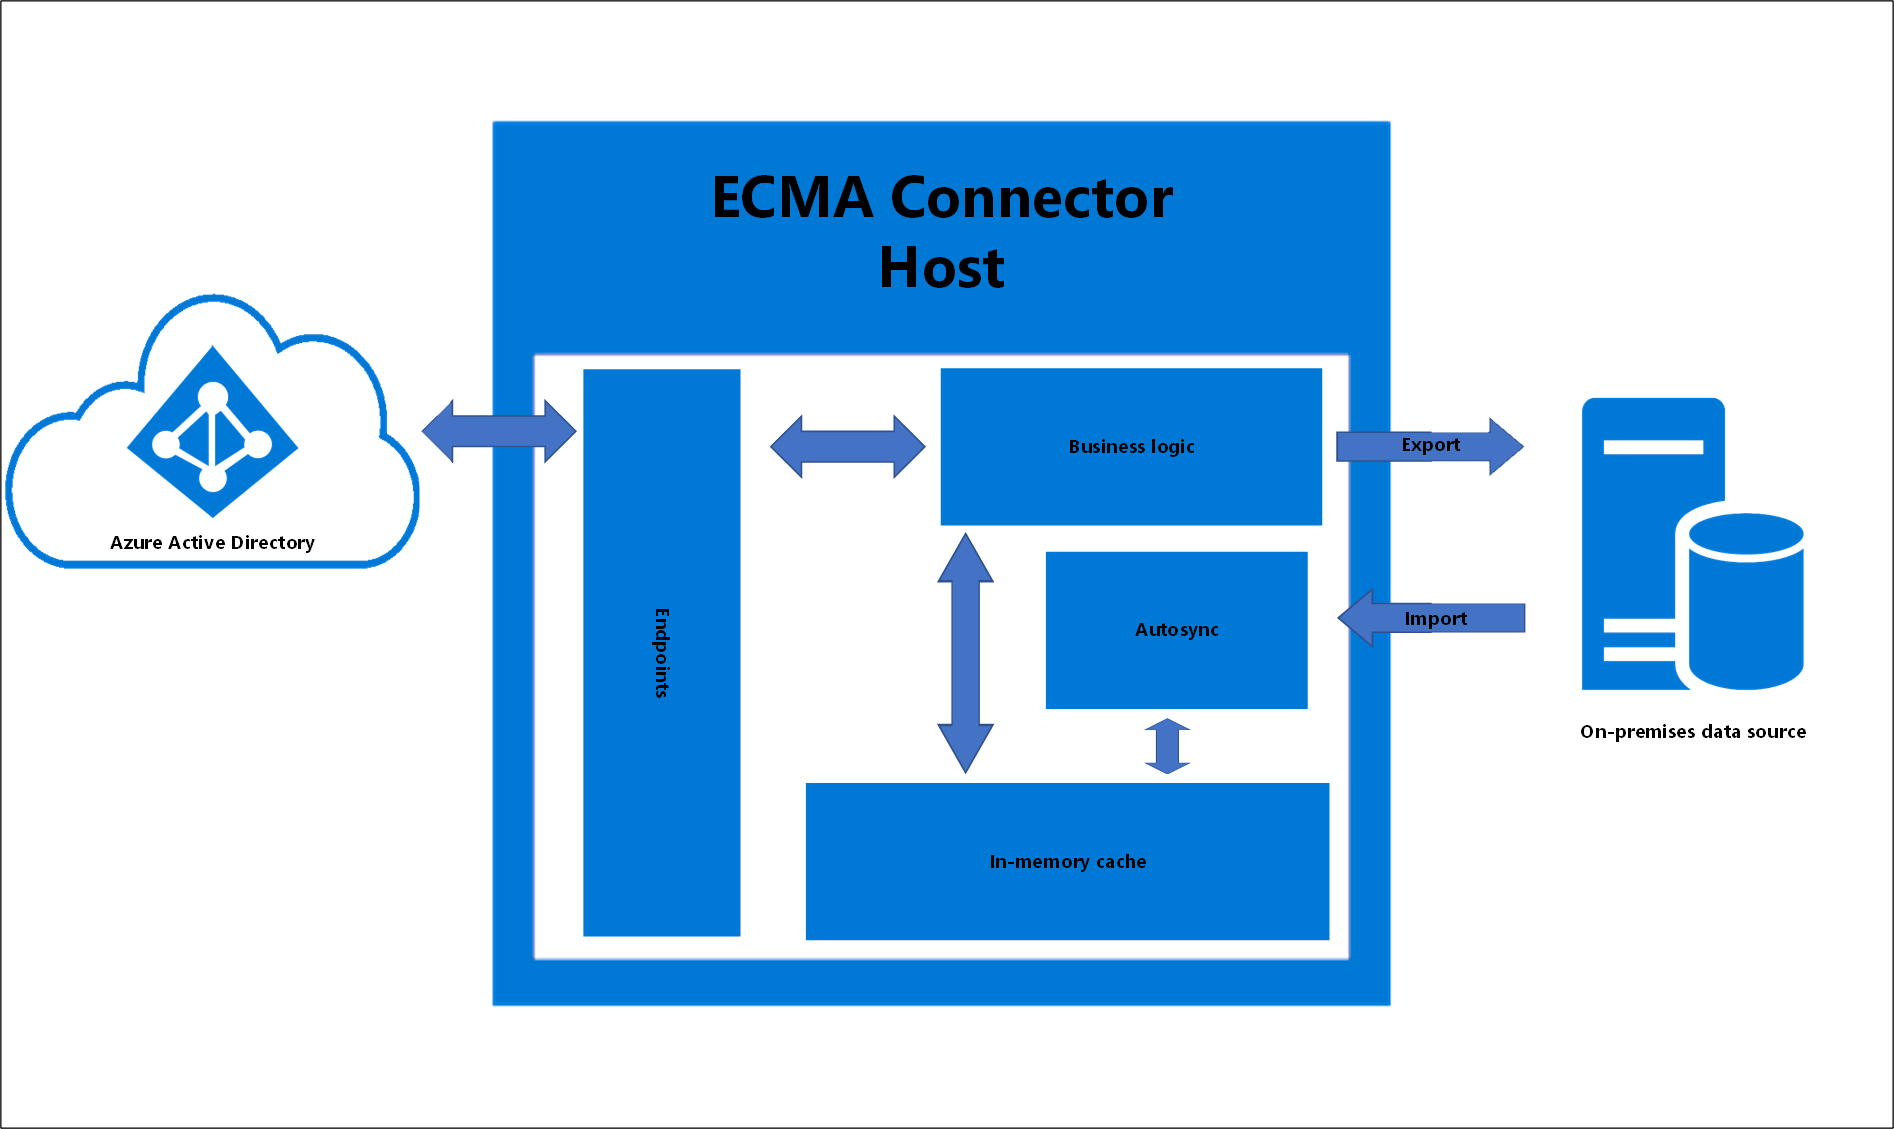 ECMA Connector
Host
Azure Active Directory
Endpoints
Business logic
Export
Autosync
Import
On-premises data source
In-memory cache